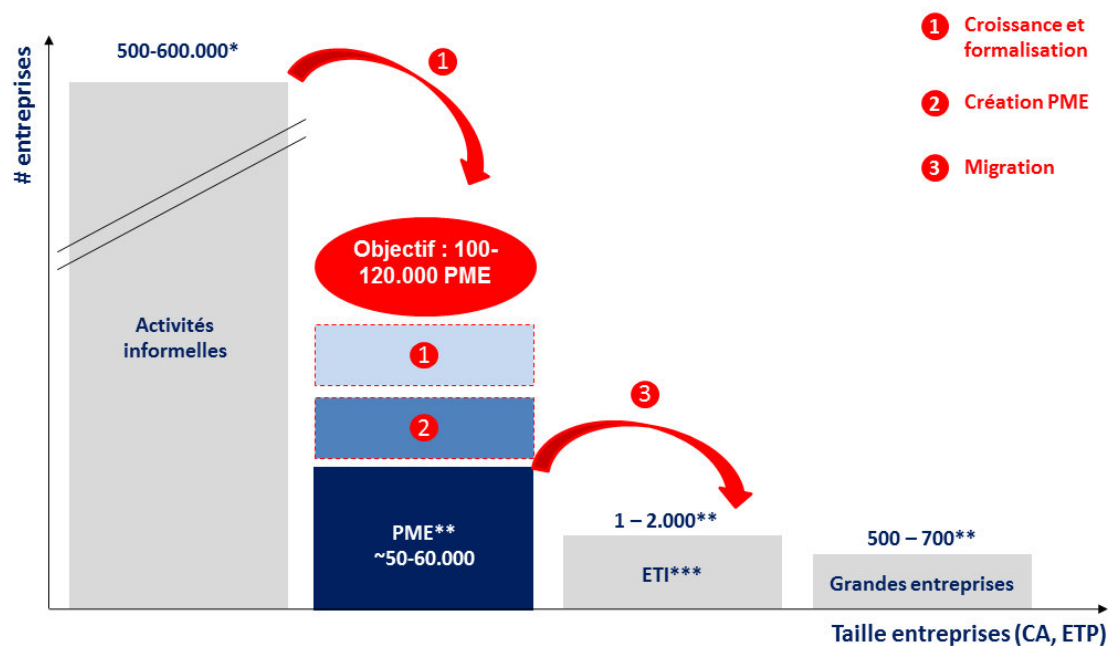 1 Croissance et
formalisation
2 Création PME
3 Migration
# entreprises
500-600.000*
1
Objectif : 100-
120.000 PME
Activités
informelles
1
2
3
PME**
~50-60.000
1 – 2.000**
ETI***
500 – 700**
Grandes entreprises
Taille entreprises (CA, ETP)